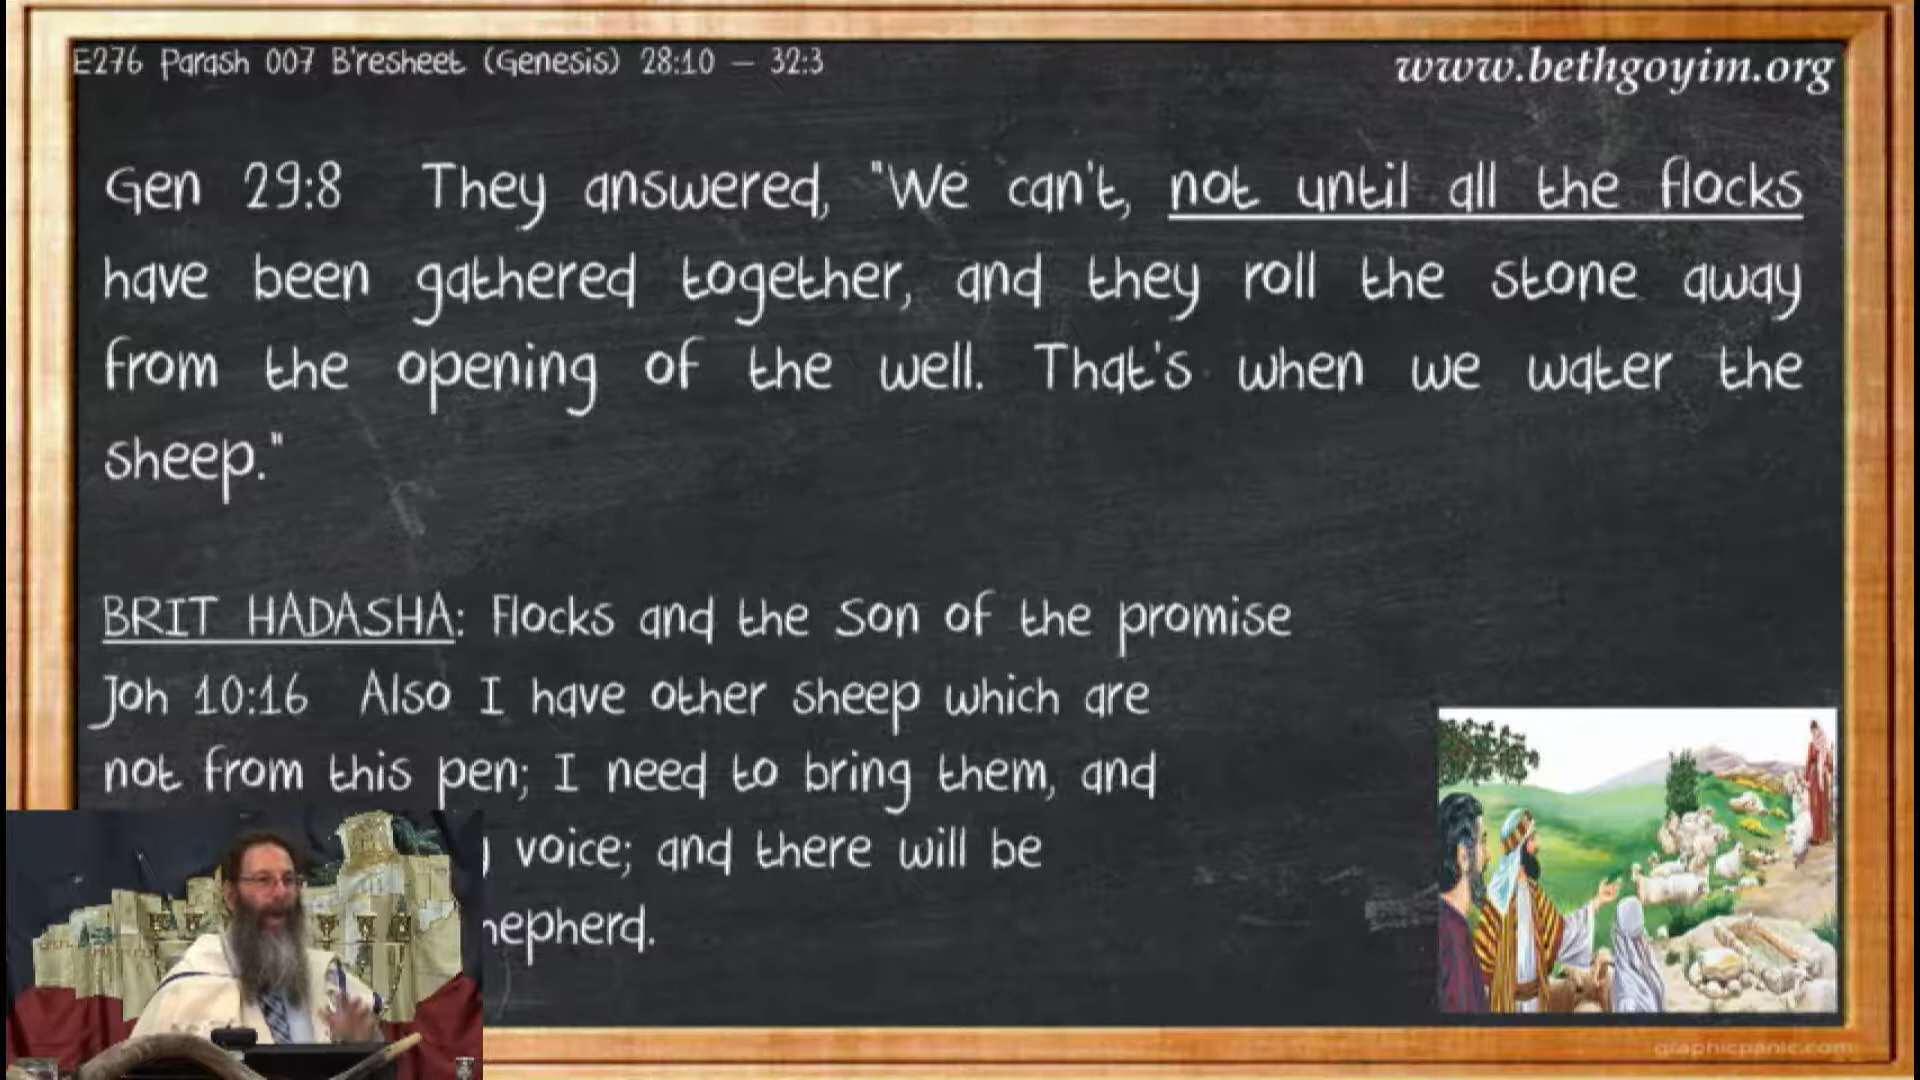 E276 Parash 007 B'resheet (Genesis) 28:10 – 32:3
www.bethgoyim.org
Gen 29:8 They answered, "We can't, not until all the flocks
have been gathered together, and they roll the stone away
from the opening of the well. That's when we water the
sheep."
BRIT HADASHA: Flocks and the Son of the promise
Joh 10:16 Also I have other sheep which are
not from this pen; I need to bring them, and
voice; and there will be
hepherd.
graphicpanic.com